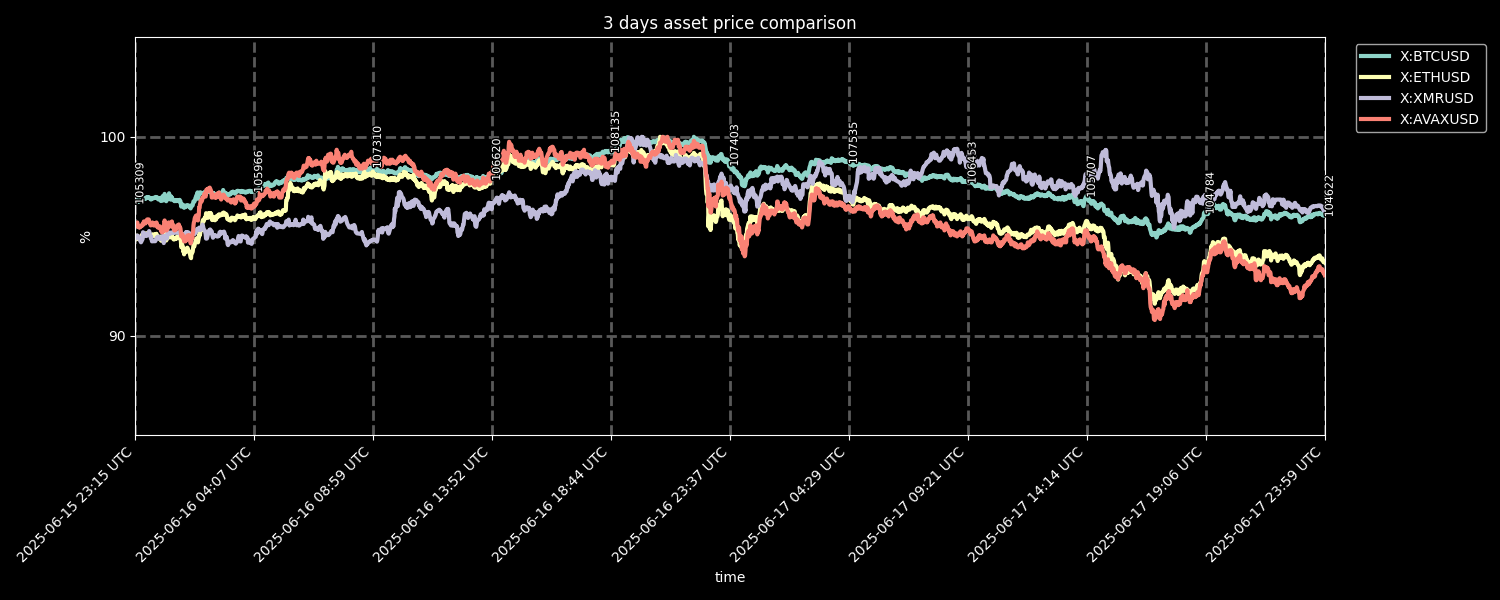 3 days asset price comparison
X:BTCUSD
X:ETHUSD
X:XMRUSD
X:AVAXUSD
100
90
%
105309
105966
107310
106620
108135
107403
107535
106453
105707
104784
104622
2025-06-15 23:15 UTC
2025-06-16 04:07 UTC
2025-06-16 08:59 UTC
2025-06-16 13:52 UTC
2025-06-16 18:44 UTC
2025-06-16 23:37 UTC
2025-06-17 04:29 UTC
2025-06-17 09:21 UTC
2025-06-17 14:14 UTC
2025-06-17 19:06 UTC
2025-06-17 23:59 UTC
time